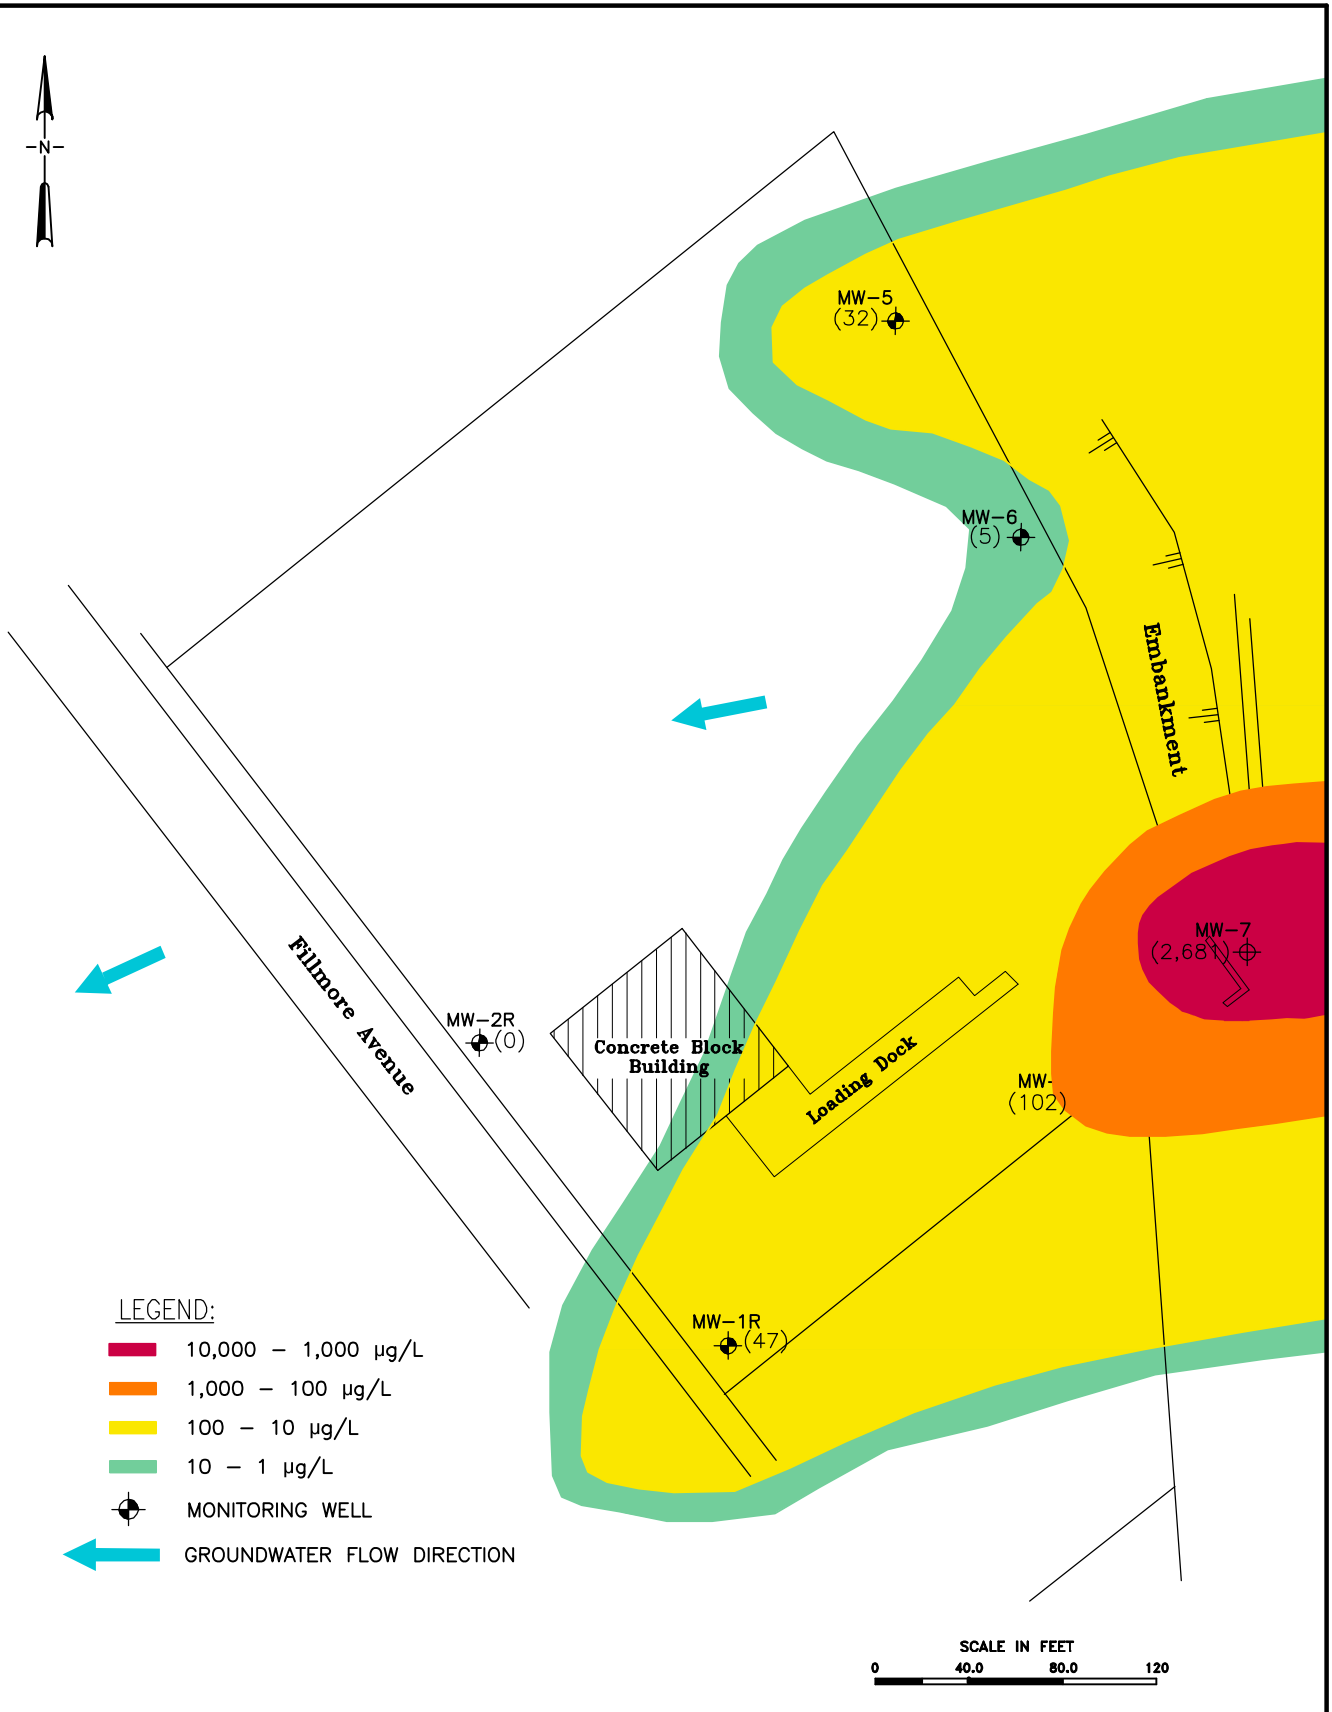 -N-
MW-5
(32)
MW-6
(5)
Embankment
MW-7
(2,681)
MW-2R
(0)
Concrete Block
Building
Loading Dock
MW-
(102)
Fillmore Avenue
MW-1R
(47)
LEGEND:
10,000 - 1,000 µg/L
1,000 - 100 µg/L
100 - 10 µg/L
10 - 1 µg/L
MONITORING WELL
GROUNDWATER FLOW DIRECTION
SCALE IN FEET
0 40.0 80.0 120